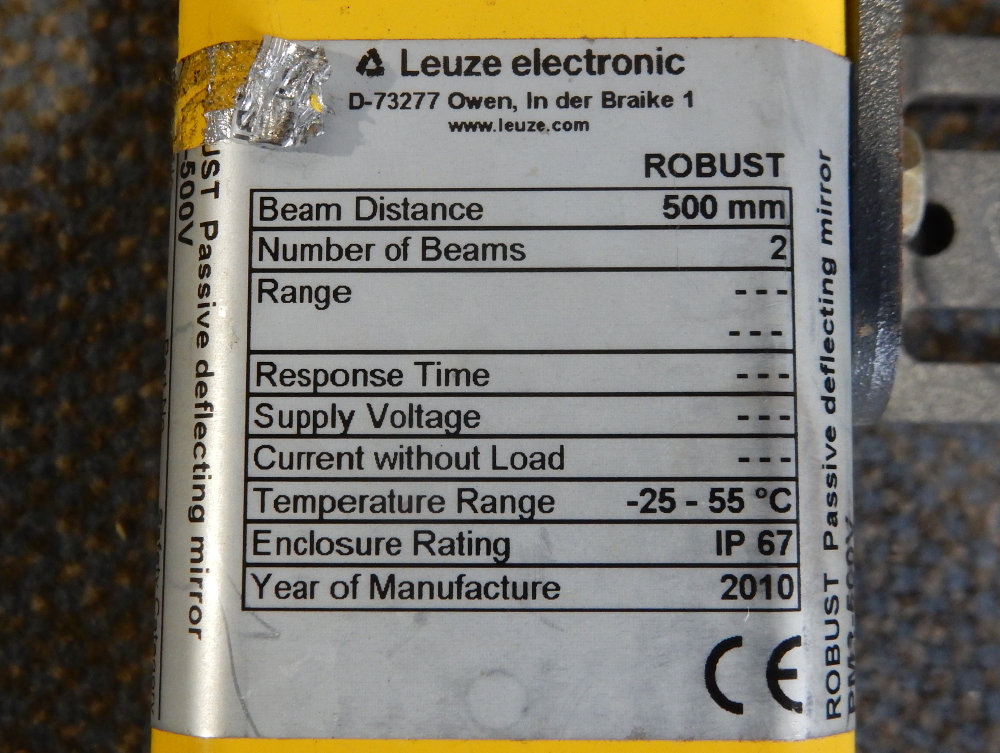 Leuze electronic
D-73277 Owen, In der Braike 1
www.leuze.com
ROBUST
Beam Distance 500 mm
Number of Beams 2
Range - - -
- - -
Response Time - - -
Supply Voltage - - -
Current without Load - - -
Temperature Range -25 - 55 °C
Enclosure Rating IP 67
Year of Manufacture 2010
CE
UST Passive deflecting mirror
-500V
ROBUST Passive deflecting mirror